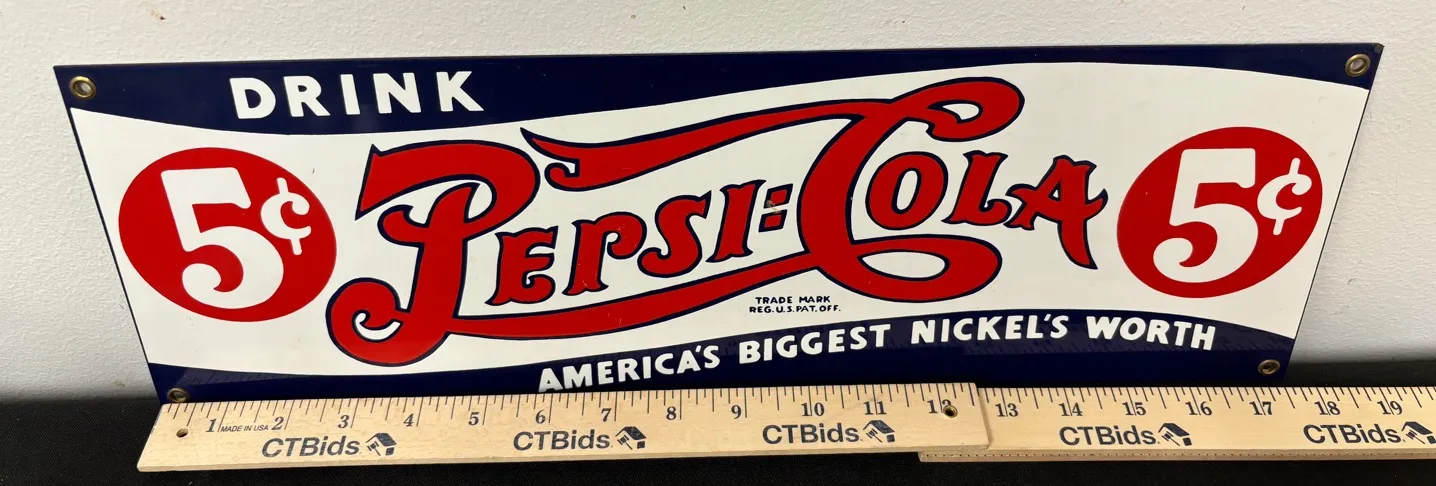 DRINK
5¢
PEPSI:COLA
5¢
TRADE MARK
REG. U.S. PAT. OFF.
AMERICA'S BIGGEST NICKEL'S WORTH
1 MADE IN USA 2 3 4 5 6 7 8 9 10 11 12 13 14 15 16 17 18 19
CTBids CTBids CTBids CTBids CTBids